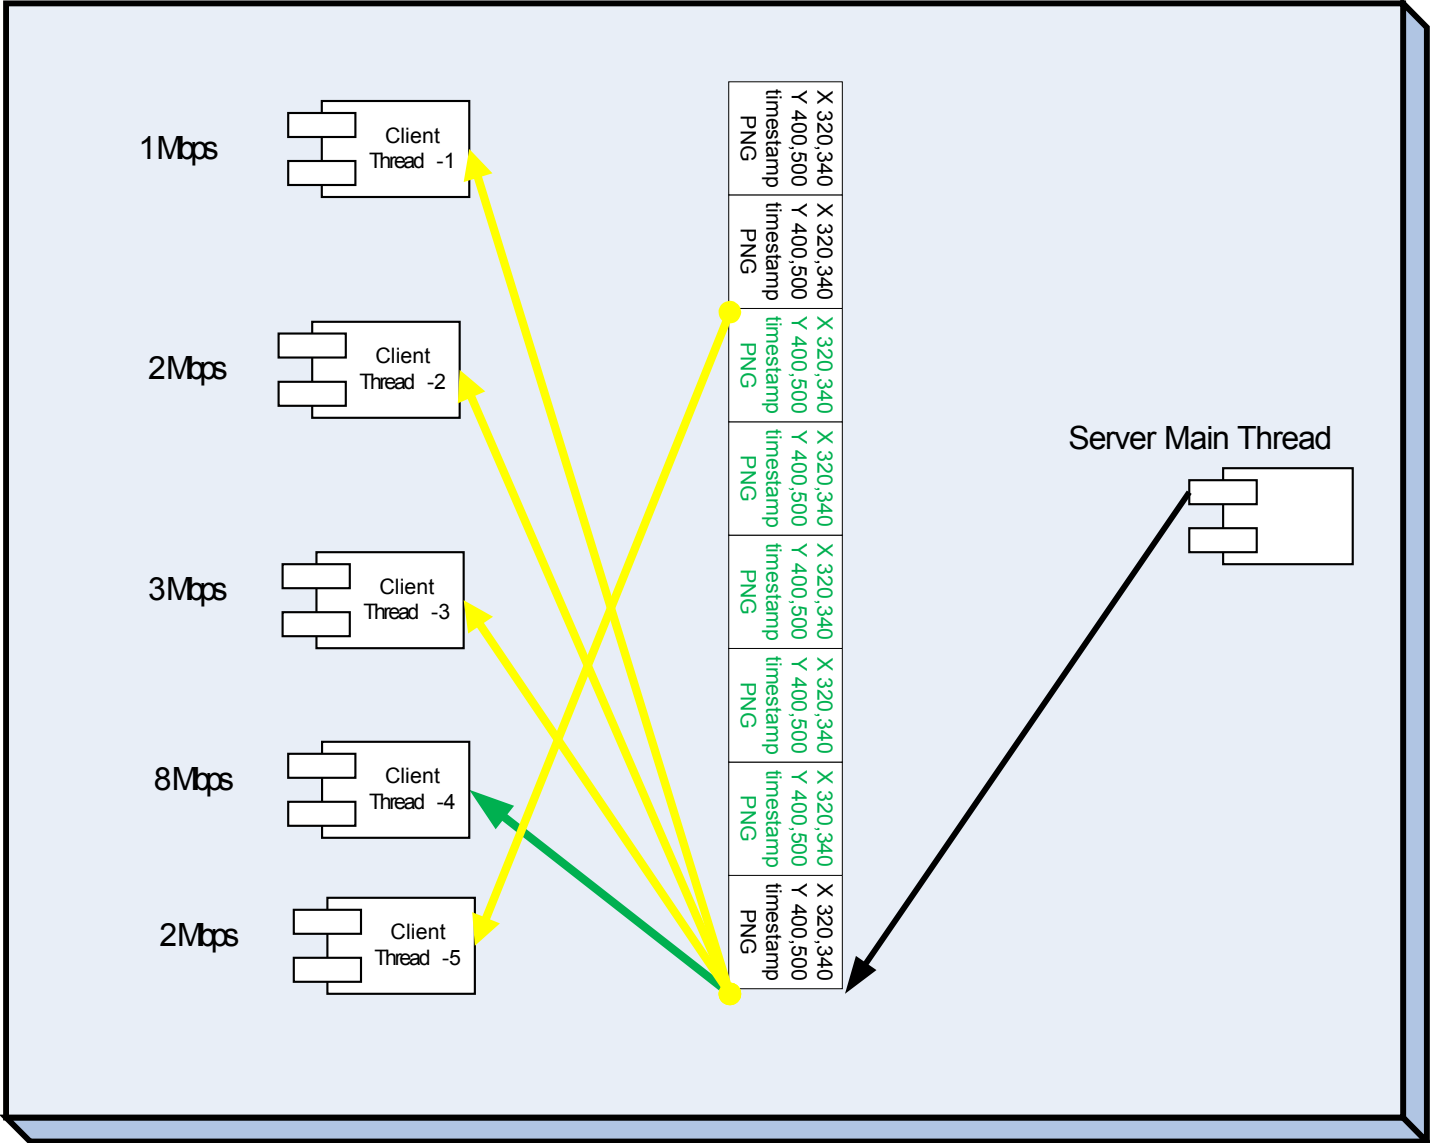 1Mbps
Client
Thread -1
2Mbps
Client
Thread -2
3Mbps
Client
Thread -3
8Mbps
Client
Thread -4
2Mbps
Client
Thread -5
X 320,340
Y 400,500
timestamp
PNG
X 320,340
Y 400,500
timestamp
PNG
X 320,340
Y 400,500
timestamp
PNG
X 320,340
Y 400,500
timestamp
PNG
X 320,340
Y 400,500
timestamp
PNG
X 320,340
Y 400,500
timestamp
PNG
X 320,340
Y 400,500
timestamp
PNG
X 320,340
Y 400,500
timestamp
PNG
Server Main Thread